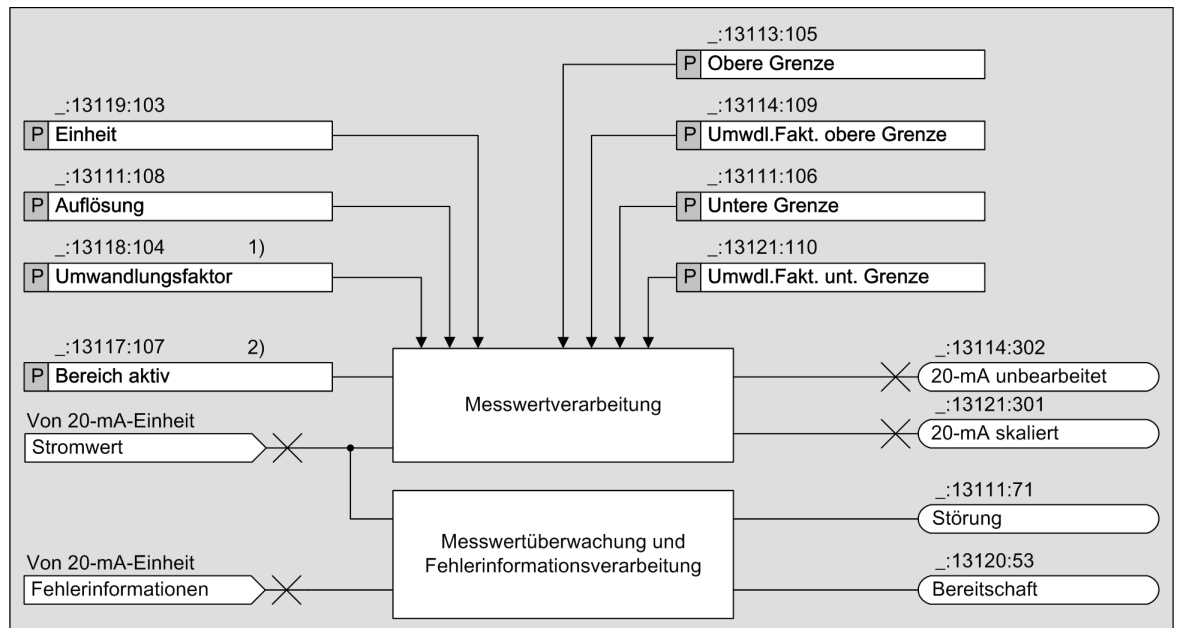 _:13113:105
P Obere Grenze
_:13119:103
P Einheit
_:13114:109
P Umwdl.Fakt. obere Grenze
_:13111:108
P Auflösung
_:13111:106
P Untere Grenze
_:13118:104 1)
P Umwandlungsfaktor
_:13121:110
P Umwdl.Fakt. unt. Grenze
_:13117:107 2)
P Bereich aktiv
Messwertverarbeitung
_:13114:302
20-mA unbearbeitet
Von 20-mA-Einheit
Stromwert
_:13121:301
20-mA skaliert
Messwertüberwachung und
Fehlerinformationsverarbeitung
_:13111:71
Störung
Von 20-mA-Einheit
Fehlerinformationen
_:13120:53
Bereitschaft